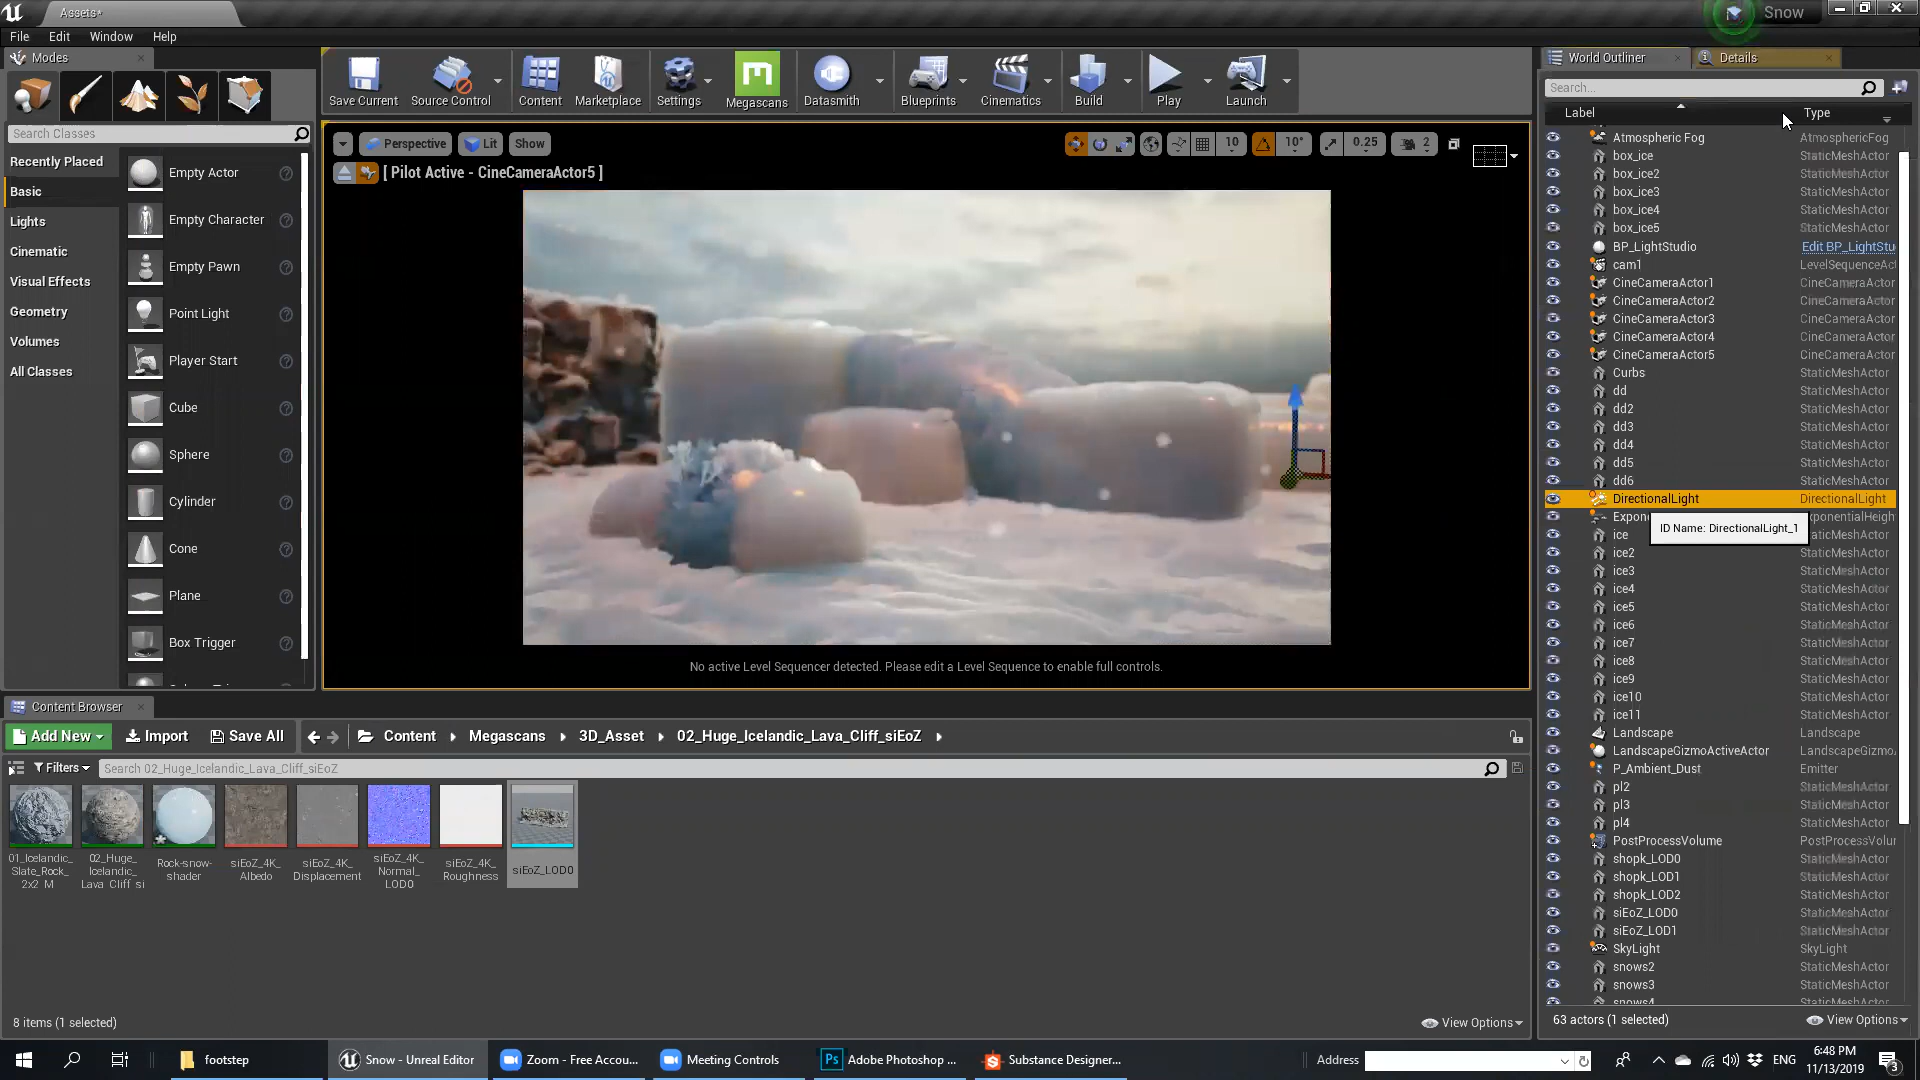 Assets*
Snow
File Edit Window Help
Modes
Save Current
Source Control
Content
Marketplace
Settings
Megascans
Datasmith
Blueprints
Cinematics
Build
Play
Launch
World Outliner
Details
Search...
Search Classes
Label
Type
Recently Placed
Basic
Lights
Cinematic
Visual Effects
Geometry
Volumes
All Classes
Empty Actor
Empty Character
Empty Pawn
Point Light
Player Start
Cube
Sphere
Cylinder
Cone
Plane
Box Trigger
Perspective
Lit
Show
10
10°
0.25
2
[ Pilot Active - CineCameraActor5 ]
No active Level Sequencer detected. Please edit a Level Sequence to enable full controls.
Atmospheric Fog AtmosphericFog
box_ice StaticMeshActor
box_ice2 StaticMeshActor
box_ice3 StaticMeshActor
box_ice4 StaticMeshActor
box_ice5 StaticMeshActor
BP_LightStudio Edit BP_LightStu
cam1 LevelSequenceAct
CineCameraActor1 CineCameraActor
CineCameraActor2 CineCameraActor
CineCameraActor3 CineCameraActor
CineCameraActor4 CineCameraActor
CineCameraActor5 CineCameraActor
Curbs StaticMeshActor
dd StaticMeshActor
dd2 StaticMeshActor
dd3 StaticMeshActor
dd4 StaticMeshActor
dd5 StaticMeshActor
dd6 StaticMeshActor
DirectionalLight DirectionalLight
Expon xponentialHeigh
ID Name: DirectionalLight_1
ice taticMeshActor
ice2 StaticMeshActor
ice3 StaticMeshActor
ice4 StaticMeshActor
ice5 StaticMeshActor
ice6 StaticMeshActor
ice7 StaticMeshActor
ice8 StaticMeshActor
ice9 StaticMeshActor
ice10 StaticMeshActor
ice11 StaticMeshActor
Landscape Landscape
LandscapeGizmoActiveActor LandscapeGizmo
P_Ambient_Dust Emitter
pl2 StaticMeshActor
pl3 StaticMeshActor
pl4 StaticMeshActor
PostProcessVolume PostProcessVolur
shopk_LOD0 StaticMeshActor
shopk_LOD1 StaticMeshActor
shopk_LOD2 StaticMeshActor
siEoZ_LOD0 StaticMeshActor
siEoZ_LOD1 StaticMeshActor
SkyLight SkyLight
snows2 StaticMeshActor
snows3 StaticMeshActor
snows4 StaticMeshActor
63 actors (1 selected)
View Options
Content Browser
Add New
Import
Save All
Content
Megascans
3D_Asset
02_Huge_Icelandic_Lava_Cliff_siEoZ
Filters
Search 02_Huge_Icelandic_Lava_Cliff_siEoZ
01_Icelandic_
Slate_Rock_
2x2_M
02_Huge_
Icelandic_
Lava_Cliff_si
Rock-snow-
shader
siEoZ_4K_
Albedo
siEoZ_4K_
Displacement
siEoZ_4K_
Normal_
LOD0
siEoZ_4K_
Roughness
siEoZ_LOD0
8 items (1 selected)
View Options
footstep
Snow - Unreal Editor
Zoom - Free Accou...
Meeting Controls
Ps
Adobe Photoshop ...
Substance Designer...
Address
ENG
6:48 PM
11/13/2019
3